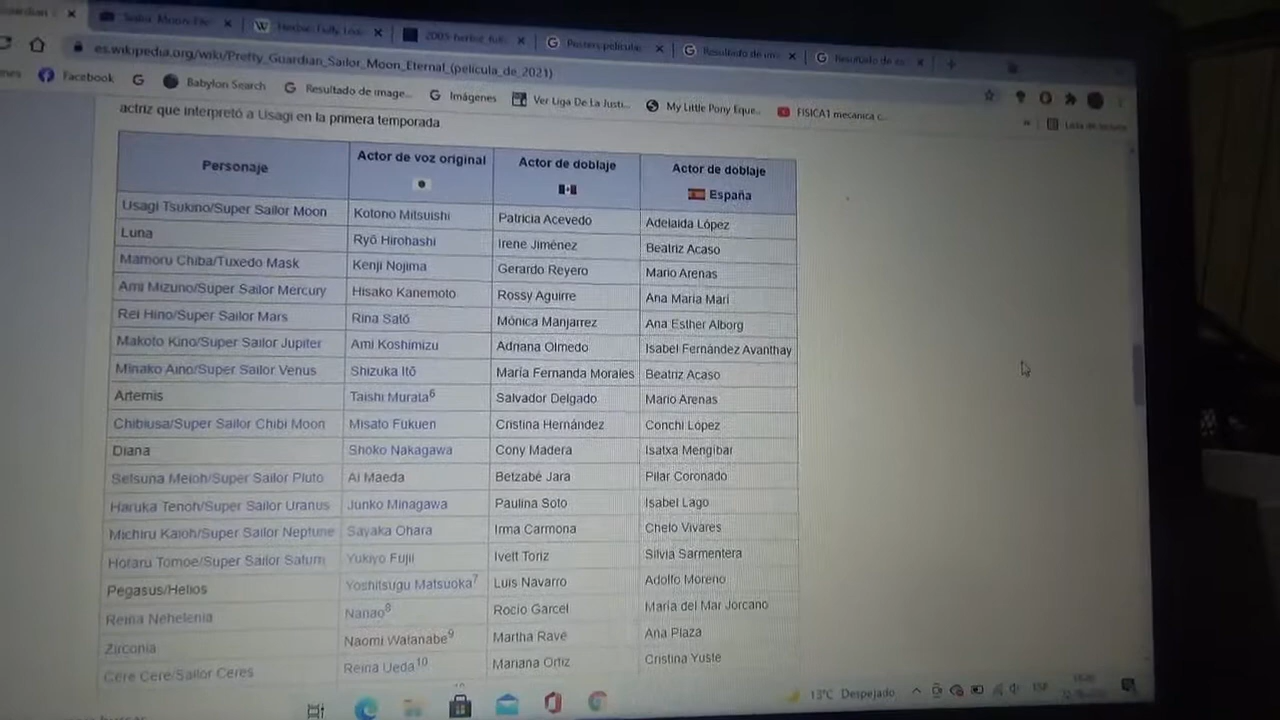 es.wikipedia.org/wiki/Pretty_Guardian_Sailor_Moon_Eternal_(película_de_2021)
Facebook G Babylon Search G Resultado de image... G Imágenes Ver Liga De La Justi... My Little Pony Eque... FISICA1 mecanica c...
actriz que interpretó a Usagi en la primera temporada
Personaje Actor de voz original Actor de doblaje Actor de doblaje España
Usagi Tsukino/Super Sailor Moon Kotono Mitsuishi Patricia Acevedo Adelaida López
Luna Ryō Hirohashi Irene Jiménez Beatriz Acaso
Mamoru Chiba/Tuxedo Mask Kenji Nojima Gerardo Reyero Mario Arenas
Ami Mizuno/Super Sailor Mercury Hisako Kanemoto Rossy Aguirre Ana María Mari
Rei Hino/Super Sailor Mars Rina Satō Mónica Manjarrez Ana Esther Alborg
Makoto Kino/Super Sailor Jupiter Ami Koshimizu Adriana Olmedo Isabel Fernández Avanthay
Minako Aino/Super Sailor Venus Shizuka Itō María Fernanda Morales Beatriz Acaso
Artemis Taishi Murata6 Salvador Delgado Mario Arenas
Chibiusa/Super Sailor Chibi Moon Misato Fukuen Cristina Hernández Conchi López
Diana Shoko Nakagawa Cony Madera Isatxa Mengíbar
Setsuna Meioh/Super Sailor Pluto Ai Maeda Betzabé Jara Pilar Coronado
Haruka Tenoh/Super Sailor Uranus Junko Minagawa Paulina Soto Isabel Lago
Michiru Kaioh/Super Sailor Neptune Sayaka Ohara Irma Carmona Chelo Vivares
Hotaru Tomoe/Super Sailor Saturn Yukiyo Fujii Ivett Toriz Silvia Sarmentera
Pegasus/Helios Yoshitsugu Matsuoka7 Luis Navarro Adolfo Moreno
Reina Nehelenia Nanao8 Rocío Garcel María del Mar Jorcano
Zirconia Naomi Watanabe9 Martha Ravé Ana Plaza
Cere Cere/Sailor Ceres Reina Ueda10 Mariana Ortiz Cristina Yuste
13°C Despejado ESP